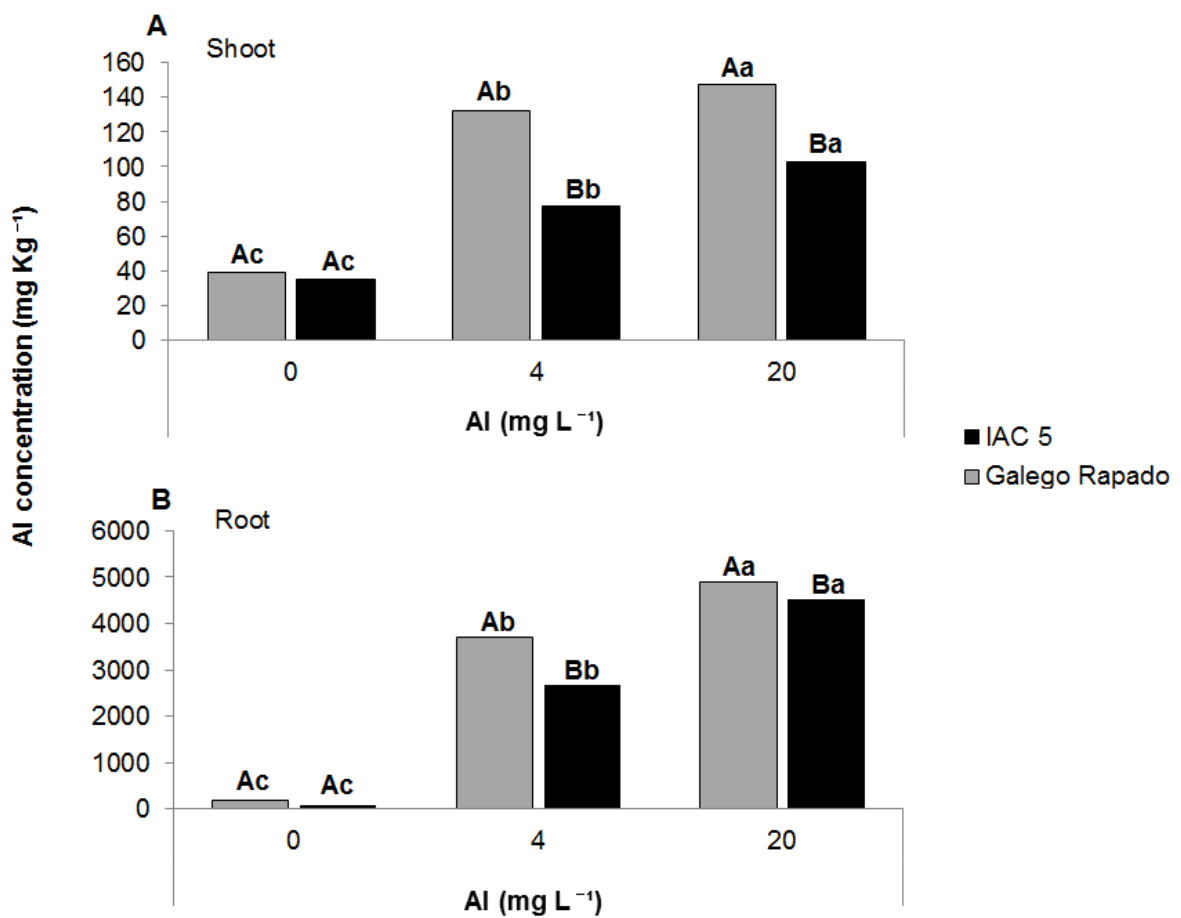 A
Shoot
160
140
120
100
80
60
40
20
0
Ac
Ac
Ab
Bb
Aa
Ba
0 4 20
Al (mg L ⁻¹)
Al concentration (mg Kg ⁻¹)
IAC 5
Galego Rapado
B
Root
6000
5000
4000
3000
2000
1000
0
Ac
Ac
Ab
Bb
Aa
Ba
0 4 20
Al (mg L ⁻¹)